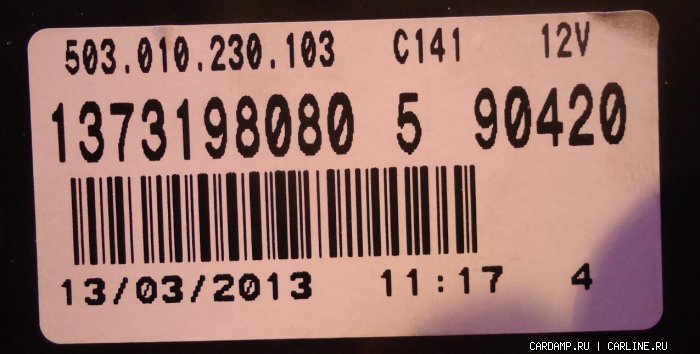 503.010.230.103 C141 12V
1373198080 5 90420
13/03/2013 11:17 4
CARDAMP.RU | CARLINE.RU